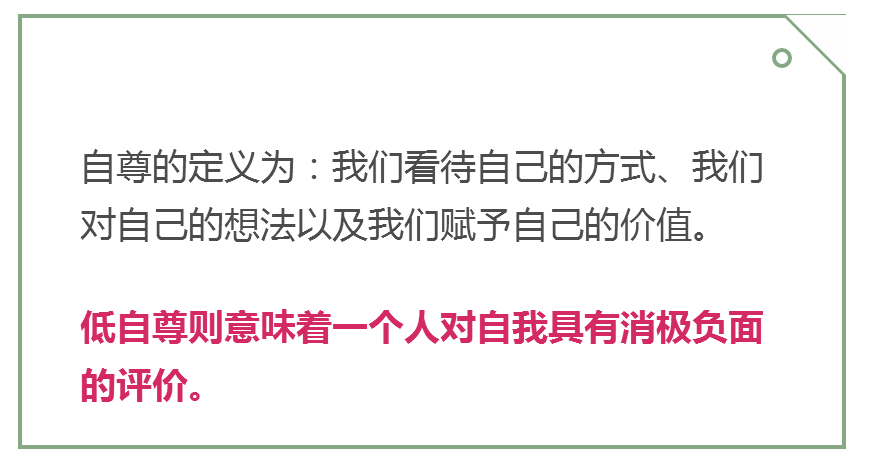 自尊的定义为：我们看待自己的方式、我们
对自己的想法以及我们赋予自己的价值。
低自尊则意味着一个人对自我具有消极负面
的评价。